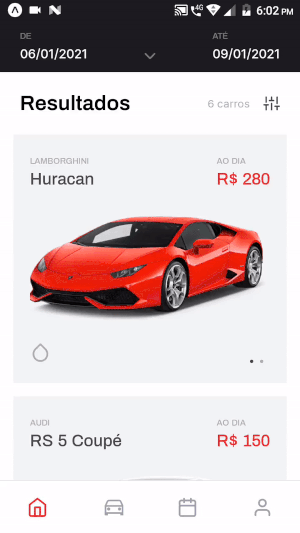 4G
6:02 PM
DE
ATÉ
06/01/2021
09/01/2021
Resultados
6 carros
LAMBORGHINI
AO DIA
Huracan
R$ 280
AUDI
AO DIA
RS 5 Coupé
R$ 150